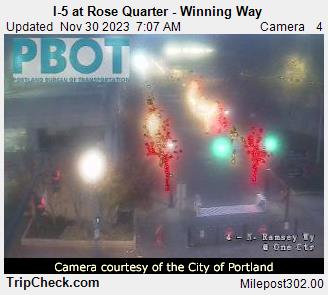 I-5 at Rose Quarter - Winning Way
Updated Nov 30 2023 7:07 AM Camera 4
PBOT
PORTLAND BUREAU OF TRANSPORTATION
4 - N. Ramsey Wy
@ One Ctr
Camera courtesy of the City of Portland
TripCheck.com Milepost302.00